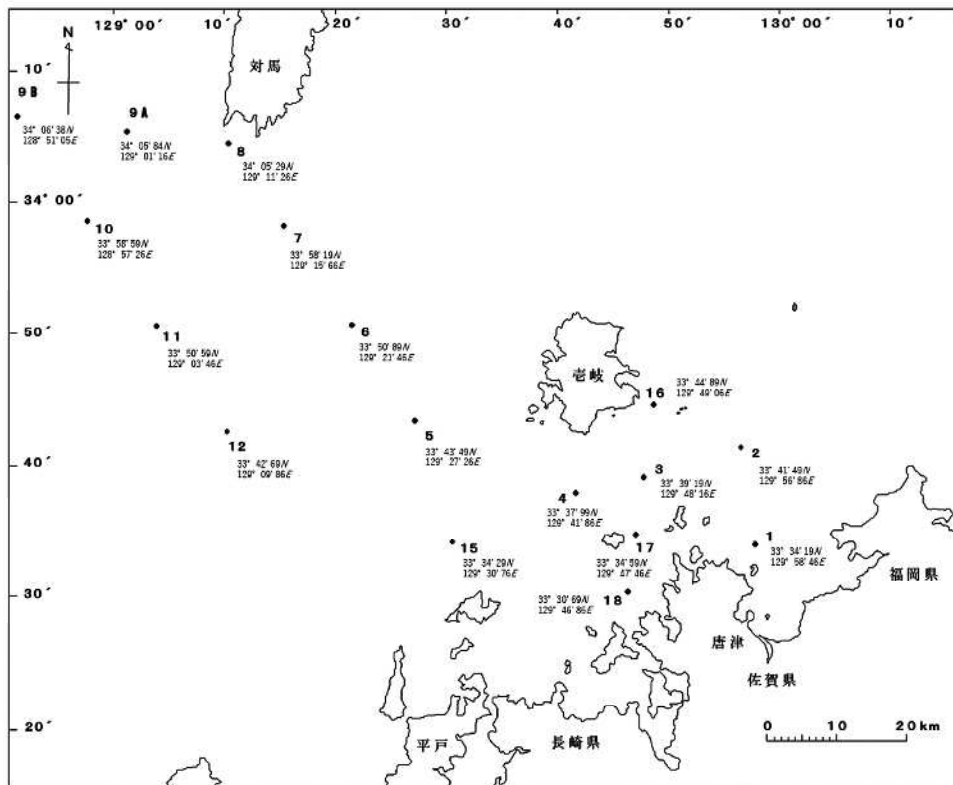 129° 00′ 10′ 20′ 30′ 40′ 50′ 130° 00′ 10′
N
対馬
10′
9B
34° 06′38N
128° 51′05E
9A
34° 05′84N
129° 01′16E
8
34° 05′29N
129° 11′26E
34° 00′
10
33° 58′59N
128° 57′26E
7
33° 58′19N
129° 15′66E
50′
11
33° 50′59N
129° 03′46E
6
33° 50′89N
129° 21′46E
壱岐
16
33° 44′89N
129° 49′06E
5
33° 43′49N
129° 27′26E
12
33° 42′69N
129° 09′86E
40′
2
33° 41′49N
129° 56′86E
3
33° 39′19N
129° 48′16E
4
33° 37′99N
129° 41′86E
15
33° 34′29N
129° 30′76E
17
33° 34′59N
129° 47′46E
1
33° 34′19N
129° 58′46E
福岡県
30′
33° 30′69N
129° 46′86E
18
唐津
佐賀県
20′
平戸
長崎県
0 10 20km